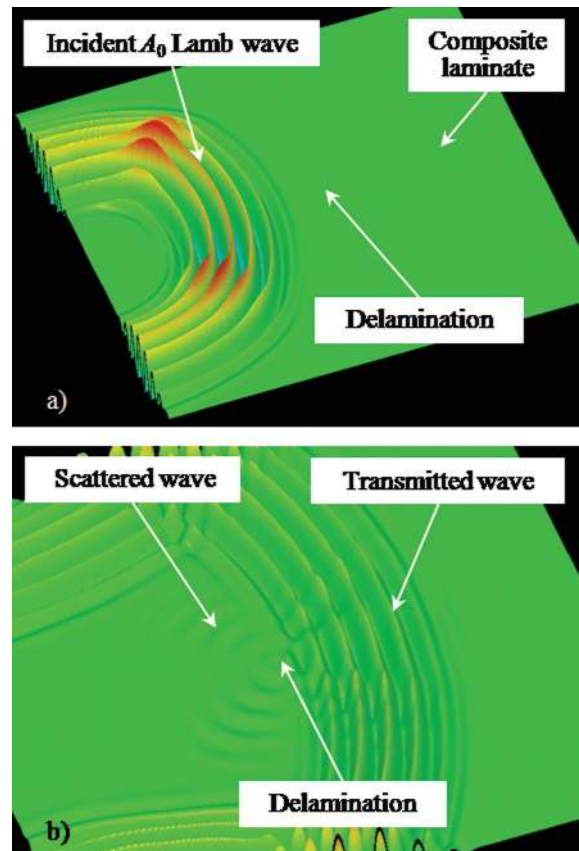 Incident A₀ Lamb wave
Composite
laminate
Delamination
a)
Scattered wave
Transmitted wave
Delamination
b)